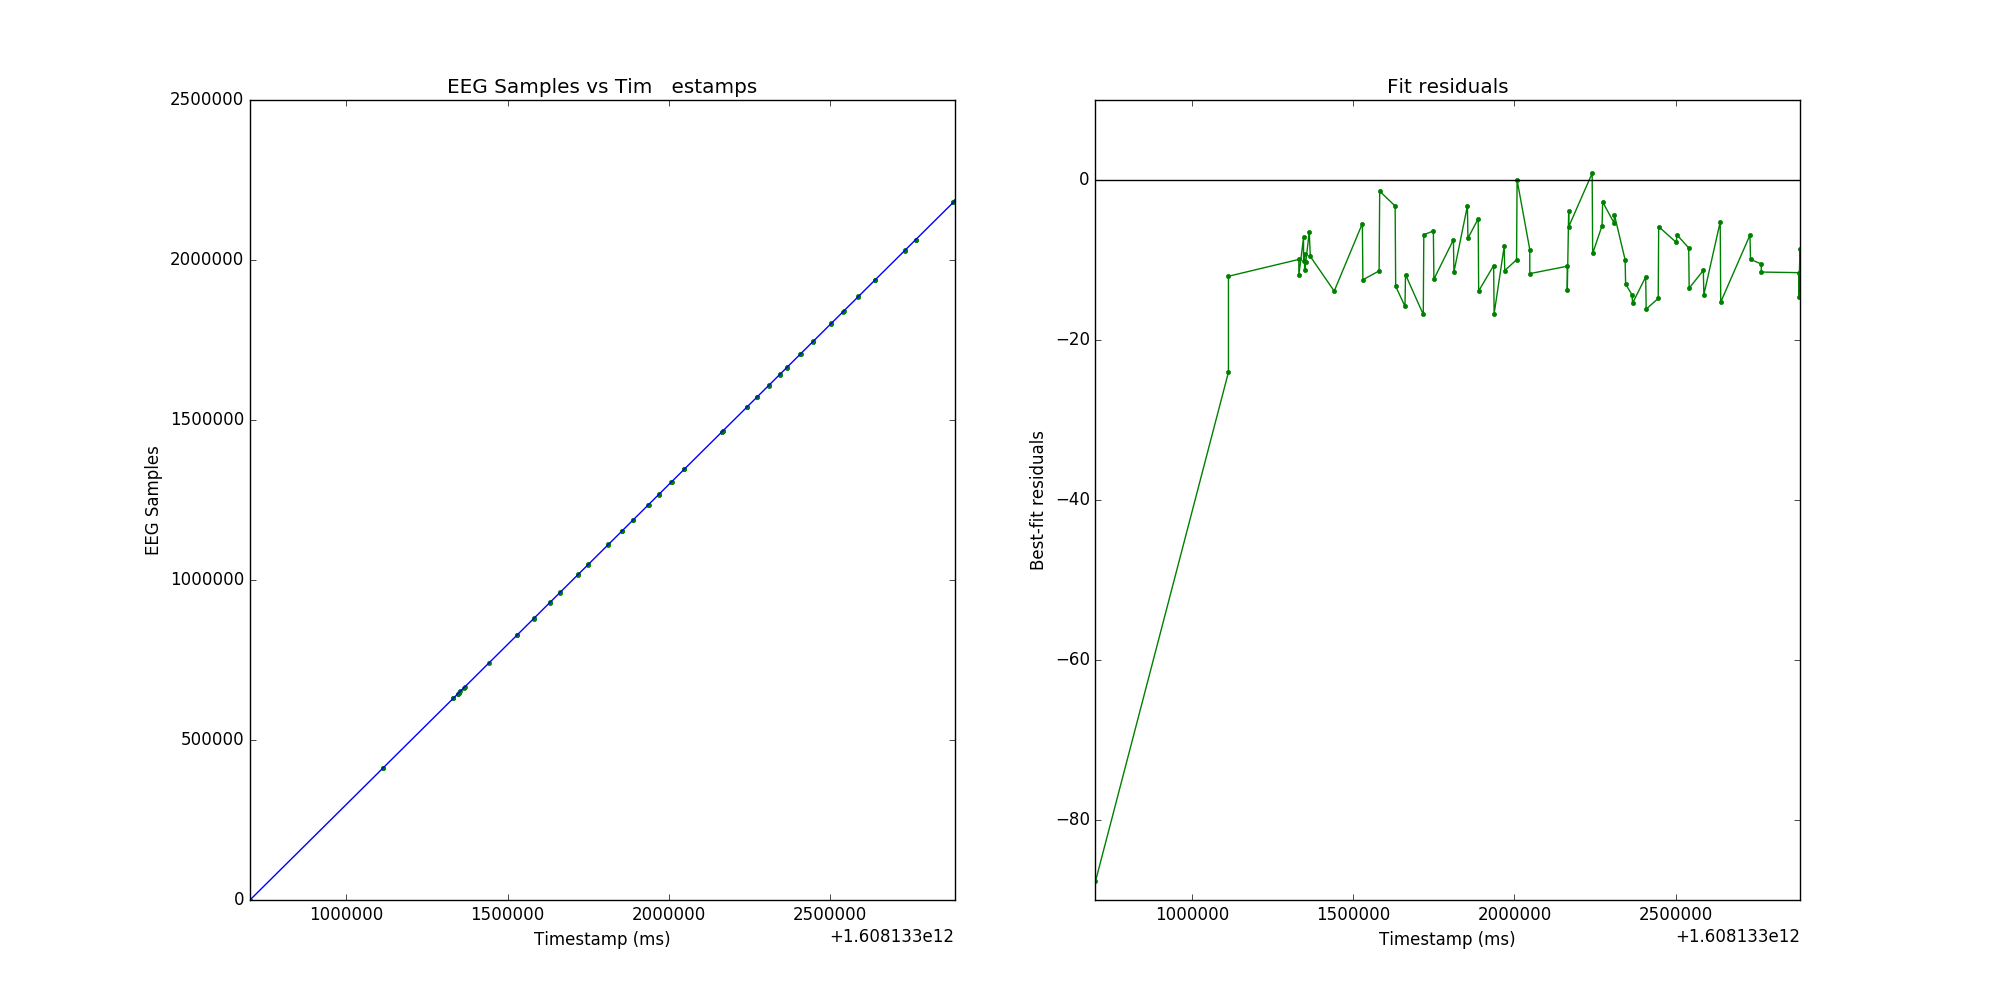 EEG Samples vs Tim   estamps
2500000
2000000
1500000
1000000
500000
0
EEG Samples
1000000 1500000 2000000 2500000
Timestamp (ms)
+1.608133e12
Fit residuals
0
−20
−40
−60
−80
Best-fit residuals
1000000 1500000 2000000 2500000
Timestamp (ms)
+1.608133e12